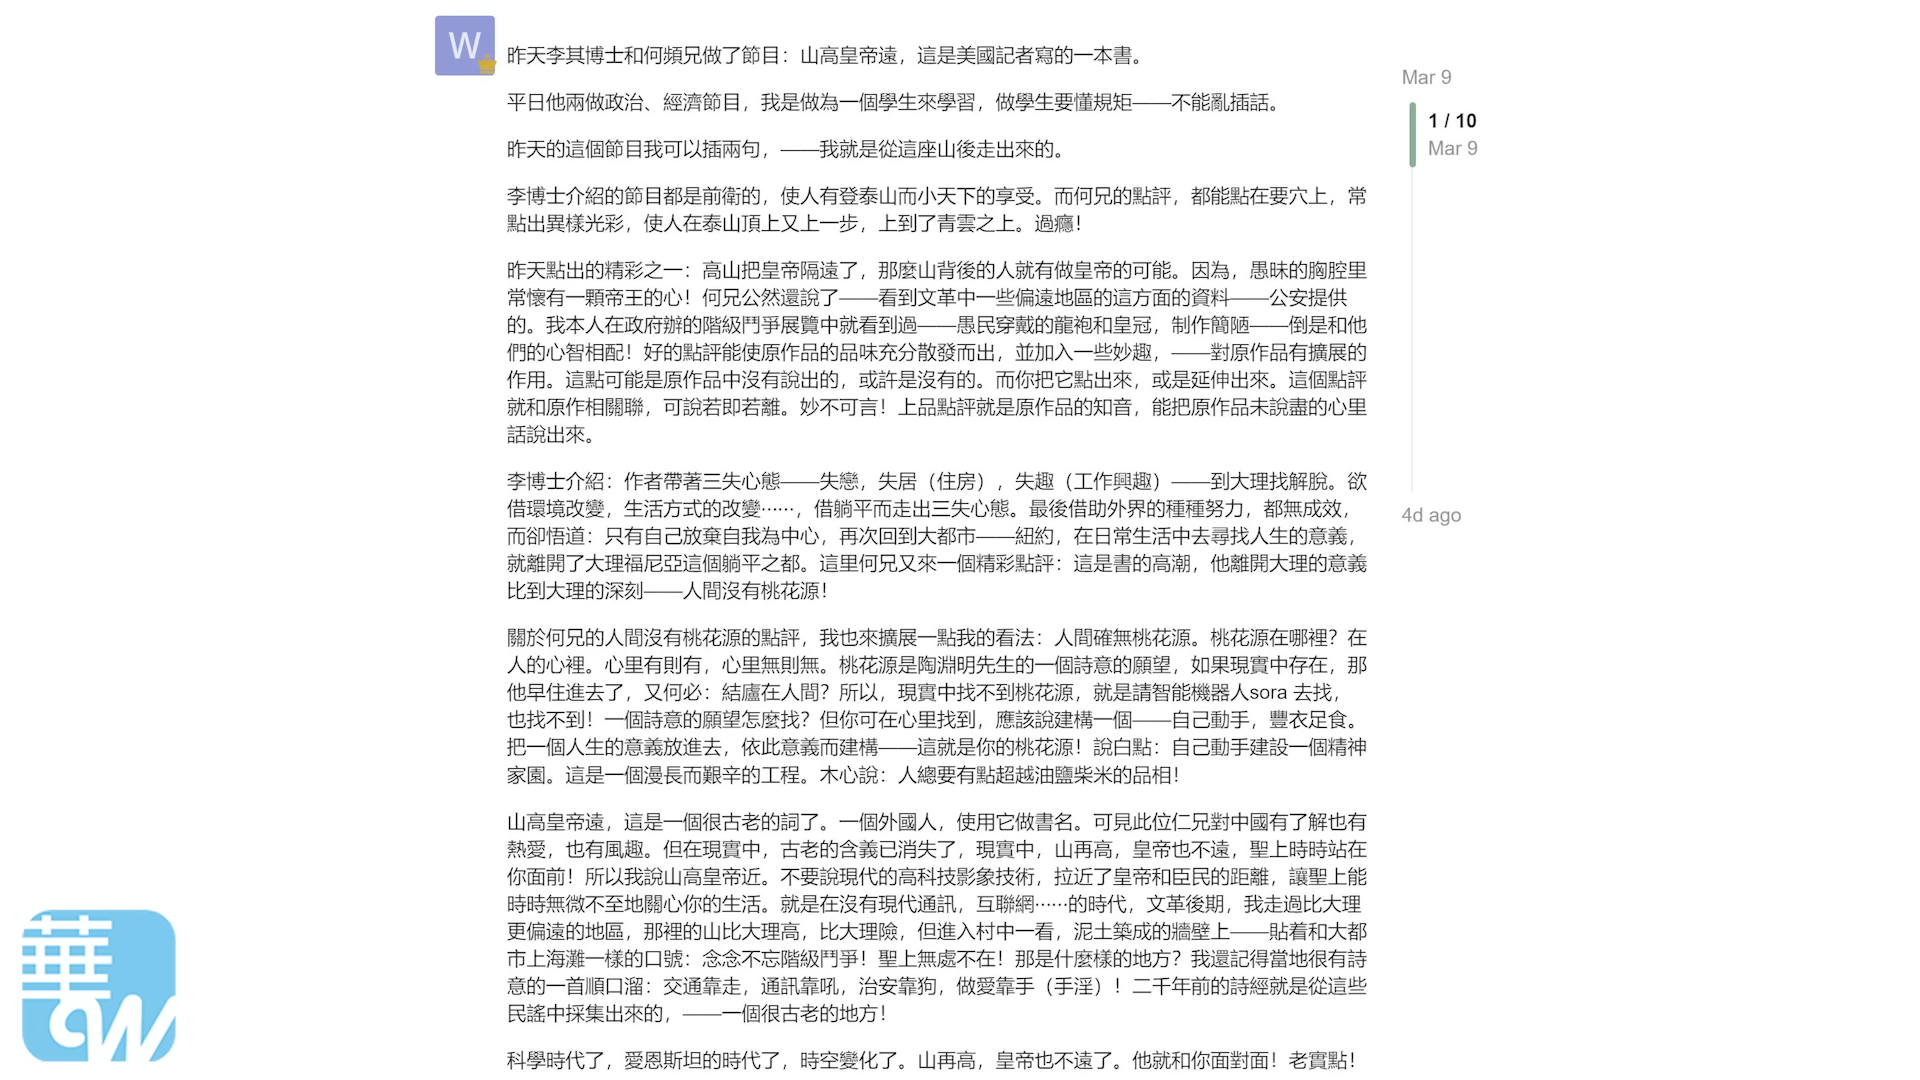 W
昨天李其博士和何頻兄做了節目：山高皇帝遠，這是美國記者寫的一本書。
平日他兩做政治、經濟節目，我是做為一個學生來學習，做學生要懂規矩——不能亂插話。
昨天的這個節目我可以插兩句，——我就是從這座山後走出來的。
李博士介紹的節目都是前衛的，使人有登泰山而小天下的享受。而何兄的點評，都能點在要穴上，常
點出異樣光彩，使人在泰山頂上又上一步，上到了青雲之上。過癮！
昨天點出的精彩之一：高山把皇帝隔遠了，那麼山背後的人就有做皇帝的可能。因為，愚昧的胸腔里
常懷有一顆帝王的心！何兄公然還說了——看到文革中一些偏遠地區的這方面的資料——公安提供
的。我本人在政府辦的階級鬥爭展覽中就看到過——愚民穿戴的龍袍和皇冠，制作簡陋——倒是和他
們的心智相配！好的點評能使原作品的品味充分散發而出，並加入一些妙趣，——對原作品有擴展的
作用。這點可能是原作品中沒有說出的，或許是沒有的。而你把它點出來，或是延伸出來。這個點評
就和原作相關聯，可說若即若離。妙不可言！上品點評就是原作品的知音，能把原作品未說盡的心里
話說出來。
李博士介紹：作者帶著三失心態——失戀，失居（住房），失趣（工作興趣）——到大理找解脫。欲
借環境改變，生活方式的改變……，借躺平而走出三失心態。最後借助外界的種種努力，都無成效，
而卻悟道：只有自己放棄自我為中心，再次回到大都市——紐約，在日常生活中去尋找人生的意義，
就離開了大理福尼亞這個躺平之都。這里何兄又來一個精彩點評：這是書的高潮，他離開大理的意義
比到大理的深刻——人間沒有桃花源！
關於何兄的人間沒有桃花源的點評，我也來擴展一點我的看法：人間確無桃花源。桃花源在哪裡？在
人的心裡。心里有則有，心里無則無。桃花源是陶淵明先生的一個詩意的願望，如果現實中存在，那
他早住進去了，又何必：結廬在人間？所以，現實中找不到桃花源，就是請智能機器人sora 去找，
也找不到！一個詩意的願望怎麼找？但你可在心里找到，應該說建構一個——自己動手，豐衣足食。
把一個人生的意義放進去，依此意義而建構——這就是你的桃花源！說白點：自己動手建設一個精神
家園。這是一個漫長而艱辛的工程。木心說：人總要有點超越油鹽柴米的品相！
山高皇帝遠，這是一個很古老的詞了。一個外國人，使用它做書名。可見此位仁兄對中國有了解也有
熱愛，也有風趣。但在現實中，古老的含義已消失了，現實中，山再高，皇帝也不遠，聖上時時站在
你面前！所以我說山高皇帝近。不要說現代的高科技影象技術，拉近了皇帝和臣民的距離，讓聖上能
時時無微不至地關心你的生活。就是在沒有現代通訊，互聯網……的時代，文革後期，我走過比大理
更偏遠的地區，那裡的山比大理高，比大理險，但進入村中一看，泥土築成的牆壁上——貼着和大都
市上海灘一樣的口號：念念不忘階級鬥爭！聖上無處不在！那是什麼樣的地方？我還記得當地很有詩
意的一首順口溜：交通靠走，通訊靠吼，治安靠狗，做愛靠手（手淫）！二千年前的詩經就是從這些
民謠中採集出來的，——一個很古老的地方！
科學時代了，愛恩斯坦的時代了，時空變化了。山再高，皇帝也不遠了。他就和你面對面！老實點！
Mar 9
1 / 10
Mar 9
4d ago
華